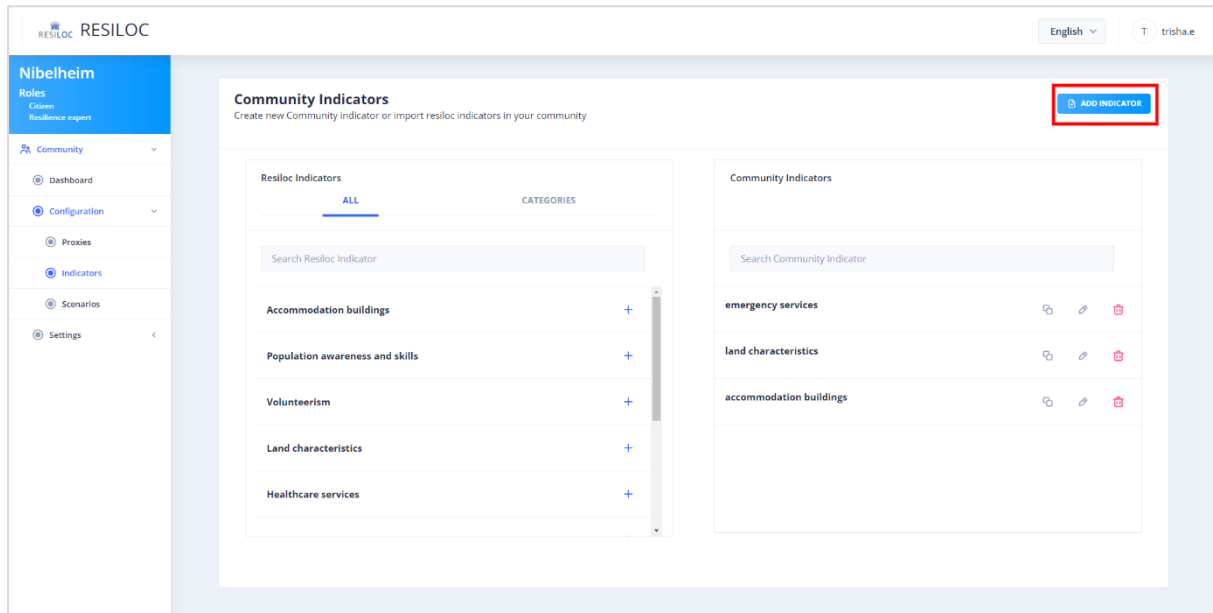 RESILOC RESILOC
English
T trisha.e
Nibelheim
Roles
Citizen
Resilience expert
Community
Dashboard
Configuration
Proxies
Indicators
Scenarios
Settings
Community Indicators
Create new Community indicator or import resiloc indicators in your community
ADD INDICATOR
Resiloc Indicators
ALL CATEGORIES
Search Resiloc Indicator
Accommodation buildings
Population awareness and skills
Volunteerism
Land characteristics
Healthcare services
Community Indicators
Search Community Indicator
emergency services
land characteristics
accommodation buildings